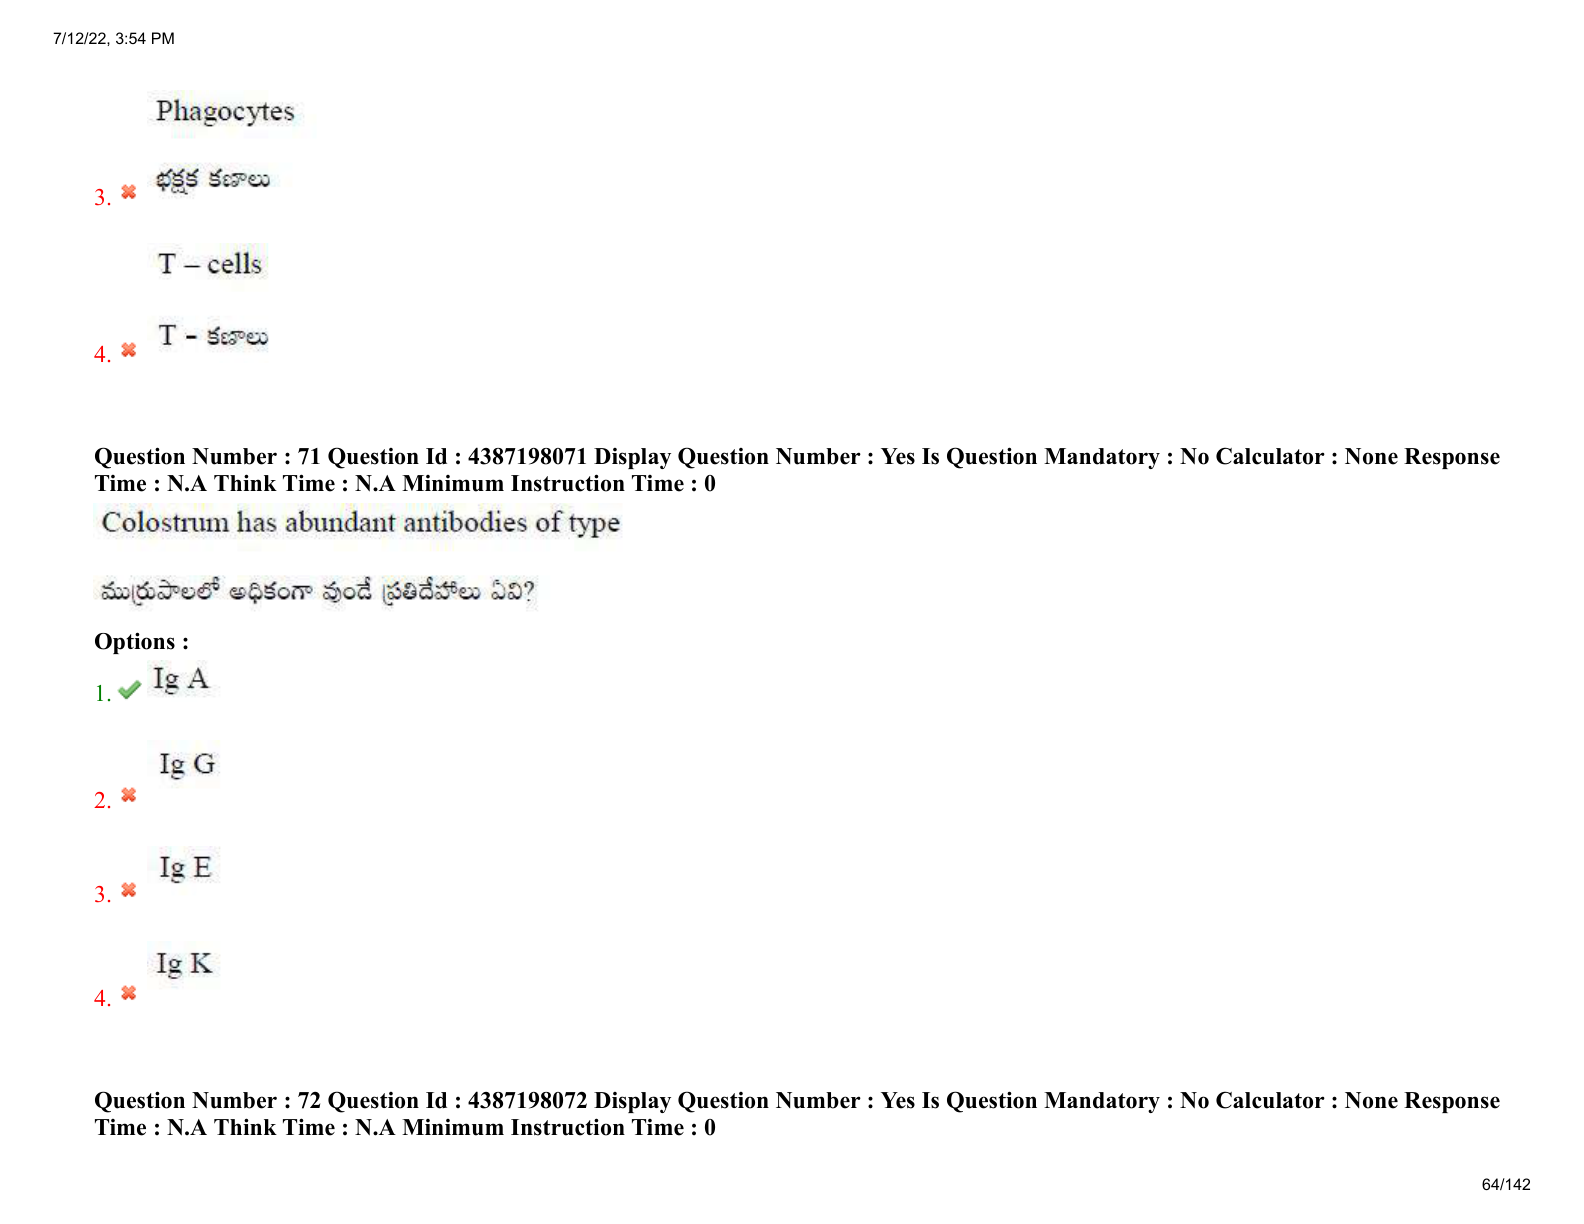 7/12/22, 3:54 PM
Phagocytes
భక్షక కణాలు
3.
T – cells
T - కణాలు
4.
Question Number : 71 Question Id : 4387198071 Display Question Number : Yes Is Question Mandatory : No Calculator : None Response
Time : N.A Think Time : N.A Minimum Instruction Time : 0
Colostrum has abundant antibodies of type
ముర్రుపాలలో అధికంగా వుండే ప్రతిదేహాలు ఏవి?
Options :
1. Ig A
Ig G
2.
Ig E
3.
Ig K
4.
Question Number : 72 Question Id : 4387198072 Display Question Number : Yes Is Question Mandatory : No Calculator : None Response
Time : N.A Think Time : N.A Minimum Instruction Time : 0
64/142